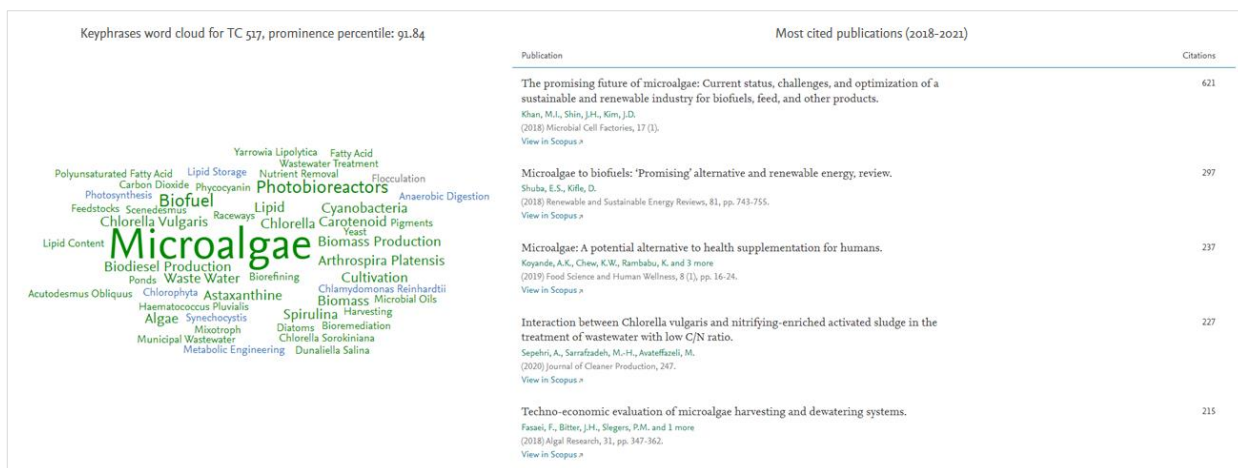 Keyphrases word cloud for TC 517, prominence percentile: 91.84
Yarrowia Lipolytica Fatty Acid
Wastewater Treatment
Polyunsaturated Fatty Acid Lipid Storage Nutrient Removal Flocculation
Carbon Dioxide Phycocyanin Photobioreactors
Photosynthesis Biofuel Anaerobic Digestion
Feedstocks Scenedesmus Lipid Cyanobacteria
Raceways
Chlorella Vulgaris Chlorella Carotenoid Pigments
Yeast
Lipid Content Microalgae Biomass Production
Biodiesel Production Arthrospira Platensis
Ponds Waste Water Biorefining Cultivation
Acutodesmus Obliquus Chlorophyta Astaxanthine Chlamydomonas Reinhardtii
Biomass Microbial Oils
Haematococcus Pluvialis
Algae Synechocystis Spirulina Harvesting
Mixotroph Diatoms Bioremediation
Municipal Wastewater Chlorella Sorokiniana
Metabolic Engineering Dunaliella Salina
Most cited publications (2018-2021)
Publication Citations
The promising future of microalgae: Current status, challenges, and optimization of a 621
sustainable and renewable industry for biofuels, feed, and other products.
Khan, M.I., Shin, J.H., Kim, J.D.
(2018) Microbial Cell Factories, 17 (1).
View in Scopus ↗
Microalgae to biofuels: ‘Promising’ alternative and renewable energy, review. 297
Shuba, E.S., Kifle, D.
(2018) Renewable and Sustainable Energy Reviews, 81, pp. 743-755.
View in Scopus ↗
Microalgae: A potential alternative to health supplementation for humans. 237
Koyande, A.K., Chew, K.W., Rambabu, K. and 3 more
(2019) Food Science and Human Wellness, 8 (1), pp. 16-24.
View in Scopus ↗
Interaction between Chlorella vulgaris and nitrifying-enriched activated sludge in the 227
treatment of wastewater with low C/N ratio.
Sepehri, A., Sarrafzadeh, M.-H., Avateffazeli, M.
(2020) Journal of Cleaner Production, 247.
View in Scopus ↗
Techno-economic evaluation of microalgae harvesting and dewatering systems. 215
Fasaei, F., Bitter, J.H., Slegers, P.M. and 1 more
(2018) Algal Research, 31, pp. 347-362.
View in Scopus ↗